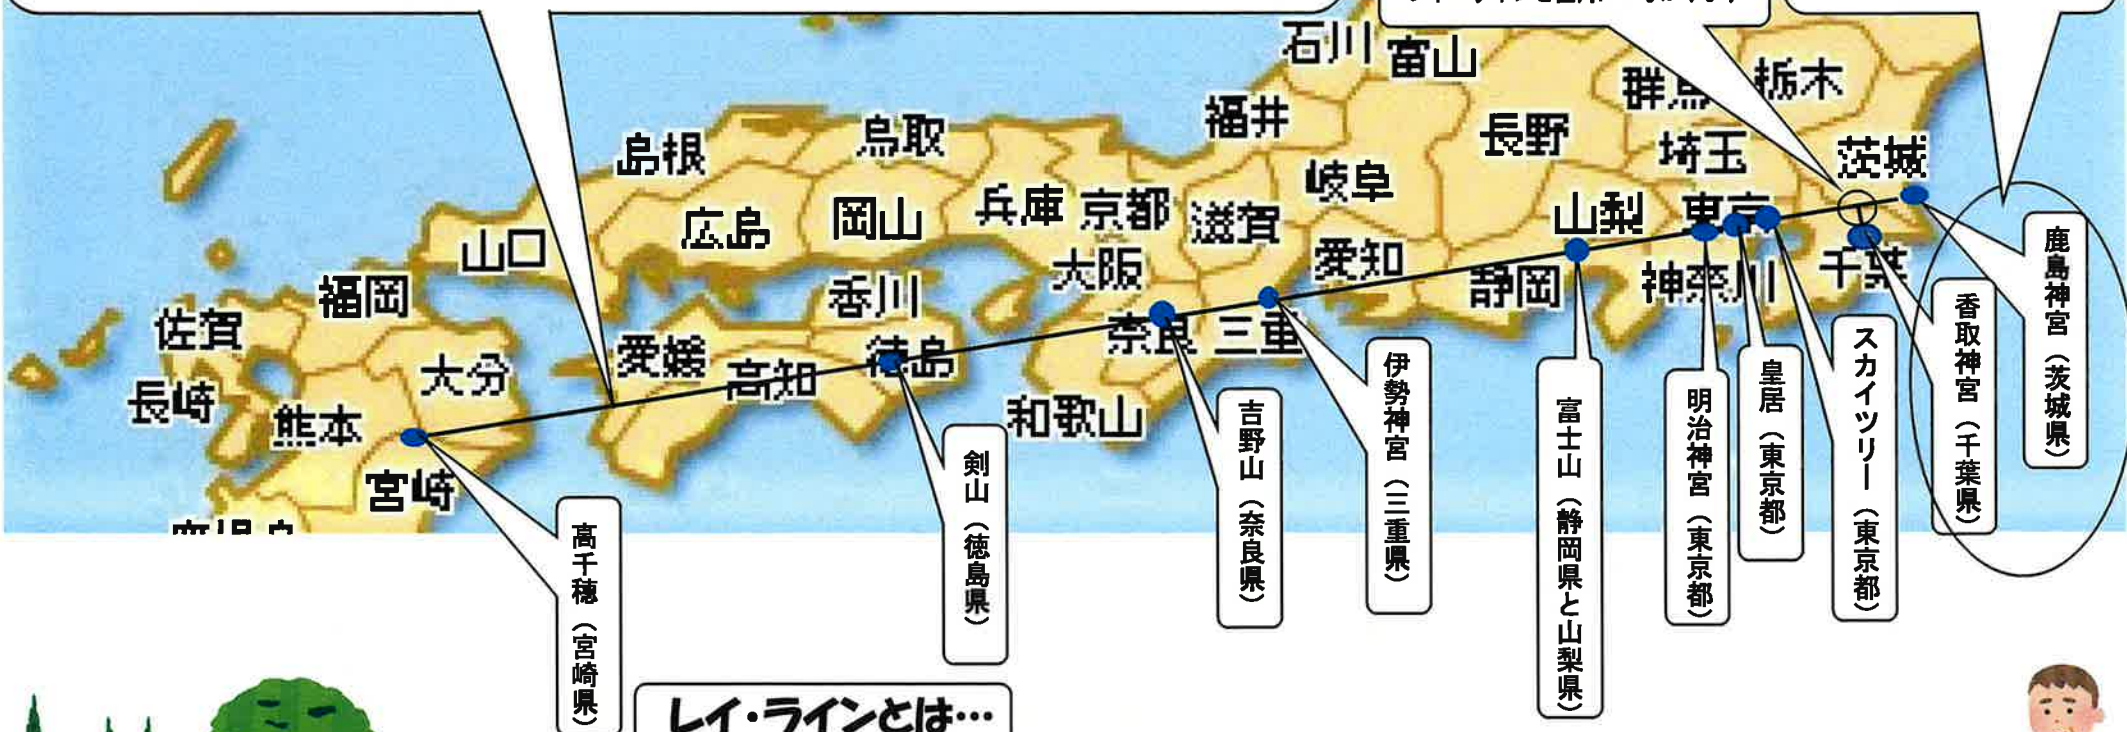 石川
富山
群馬
栃木
福井
長野
埼玉
茨城
島根
鳥取
岐阜
兵庫
京都
滋賀
山梨
東京
広島
岡山
山口
大阪
愛知
静岡
神奈川
千葉
福岡
香川
佐賀
愛媛
高知
徳島
奈良
三重
大分
長崎
熊本
和歌山
宮崎
鹿島神宮（茨城県）
香取神宮（千葉県）
スカイツリー（東京都）
皇居（東京都）
明治神宮（東京都）
富士山（静岡県と山梨県）
伊勢神宮（三重県）
吉野山（奈良県）
剣山（徳島県）
高千穂（宮崎県）
レイ・ラインとは…